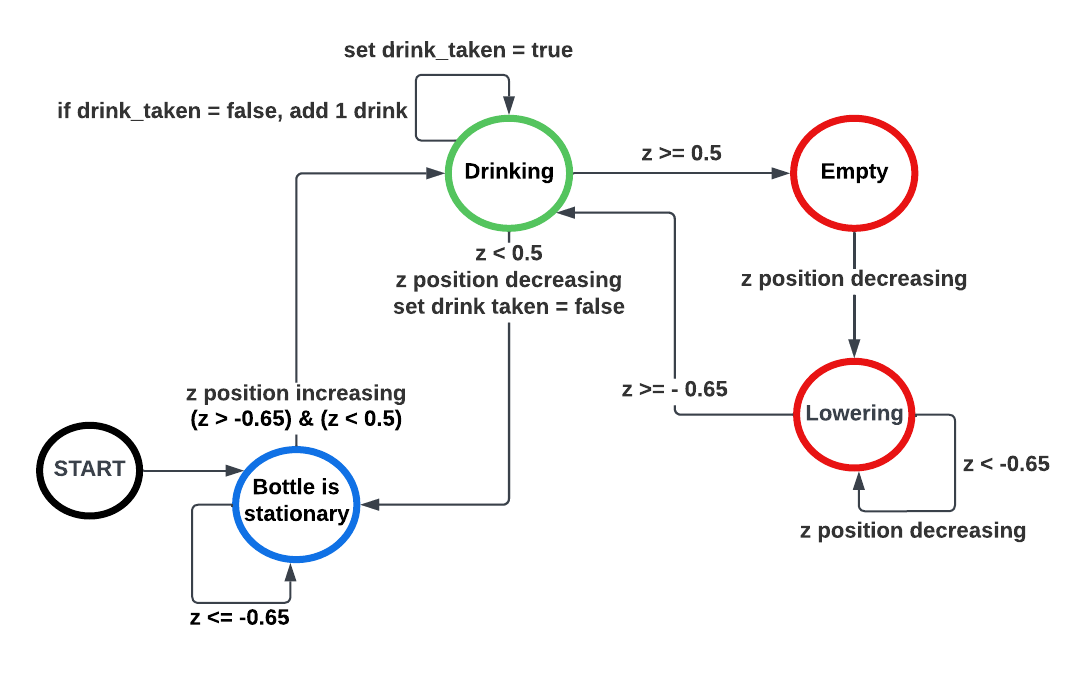 set drink_taken = true
if drink_taken = false, add 1 drink
Drinking
z >= 0.5
Empty
z < 0.5
z position decreasing
set drink taken = false
z position decreasing
z position increasing
(z > -0.65) & (z < 0.5)
z >= - 0.65
Lowering
START
z < -0.65
Bottle is
stationary
z position decreasing
z <= -0.65